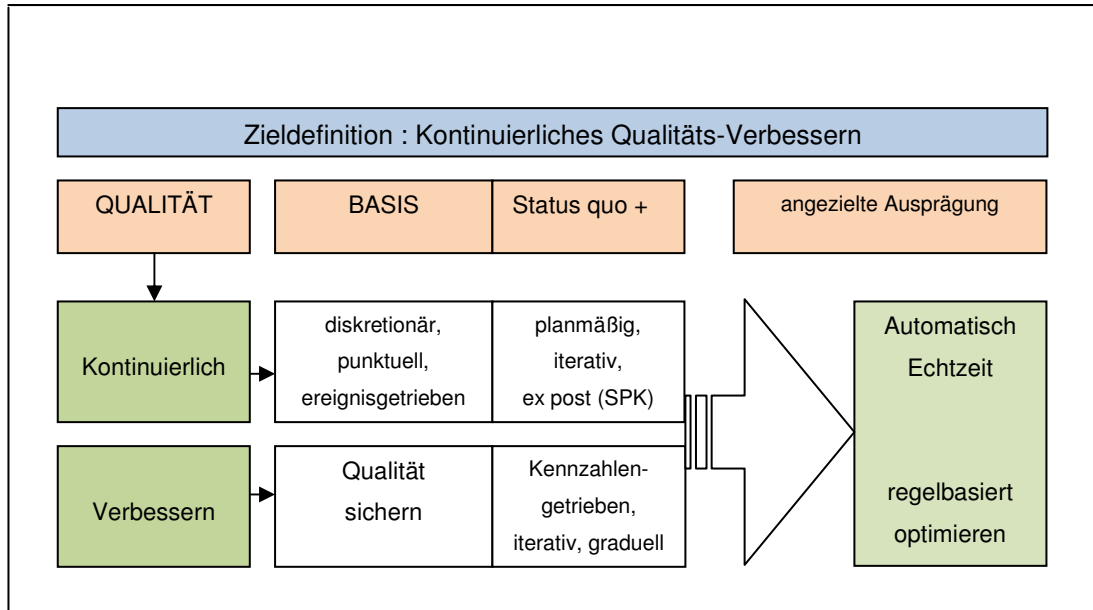 Zieldefinition : Kontinuierliches Qualitäts-Verbessern
QUALITÄT
BASIS
Status quo +
angezielte Ausprägung
Kontinuierlich
diskretionär,
punktuell,
ereignisgetrieben
planmäßig,
iterativ,
ex post (SPK)
Automatisch
Echtzeit
Verbessern
Qualität
sichern
Kennzahlen-
getrieben,
iterativ, graduell
regelbasiert
optimieren